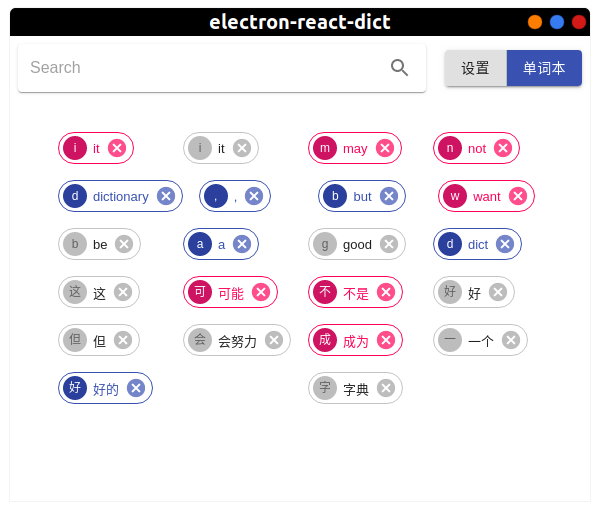 electron-react-dict
Search 设置 单词本
i it i it m may n not
d dictionary , , b but w want
b be a a g good d dict
这 这 可 可能 不 不是 好 好
但 但 会 会努力 成 成为 一 一个
好 好的 字 字典